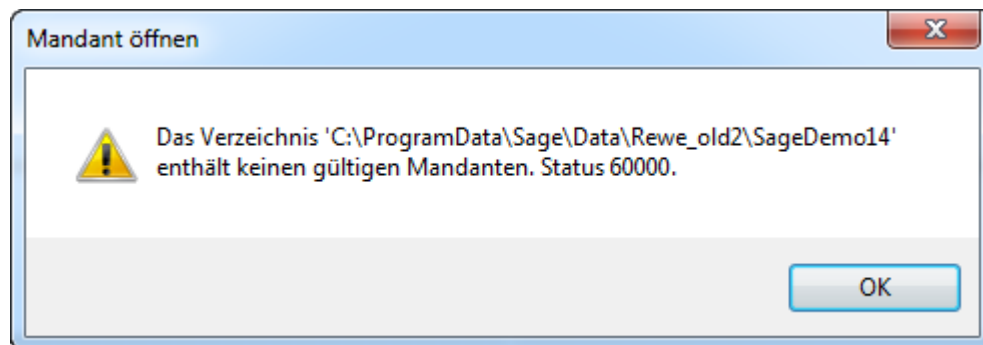 Mandant öffnen
Das Verzeichnis 'C:\ProgramData\Sage\Data\Rewe_old2\SageDemo14'
enthält keinen gültigen Mandanten. Status 60000.
OK